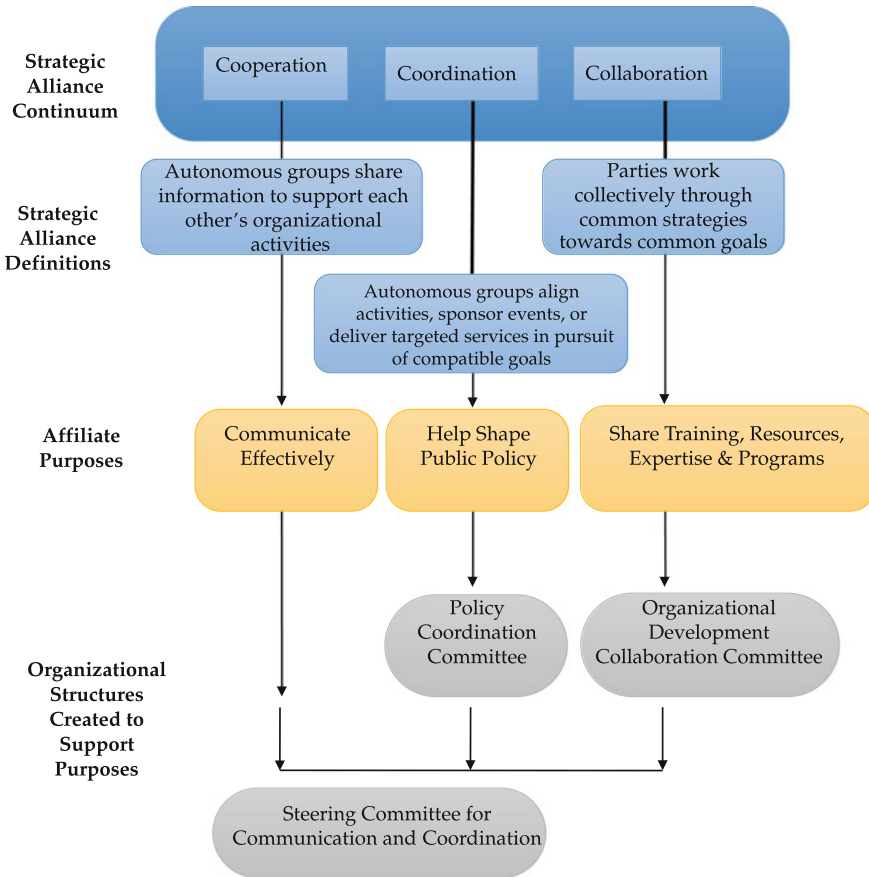 Strategic
Alliance
Continuum
Cooperation
Coordination
Collaboration
Strategic
Alliance
Definitions
Autonomous groups share
information to support each
other's organizational
activities
Parties work
collectively through
common strategies
towards common goals
Autonomous groups align
activities, sponsor events, or
deliver targeted services in pursuit
of compatible goals
Affiliate
Purposes
Communicate
Effectively
Help Shape
Public Policy
Share Training, Resources,
Expertise & Programs
Organizational
Structures
Created to
Support
Purposes
Policy
Coordination
Committee
Organizational
Development
Collaboration Committee
Steering Committee for
Communication and Coordination